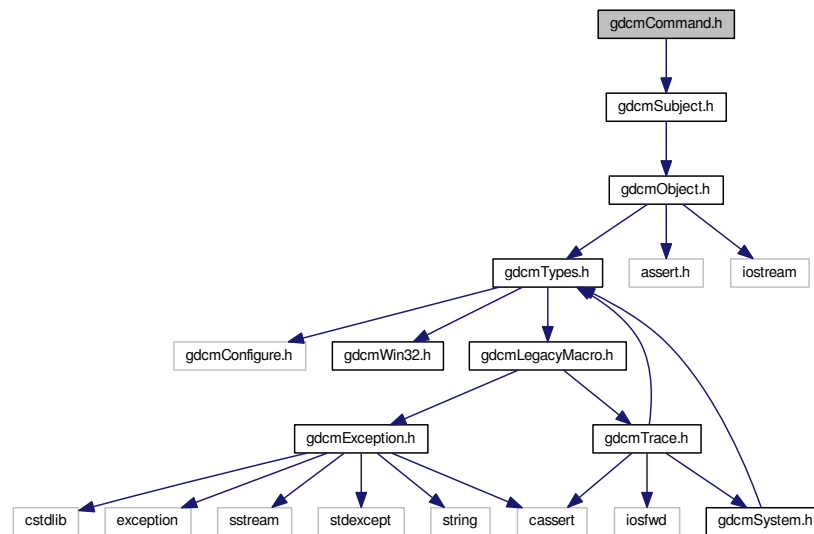 gdcmCommand.h
gdcmSubject.h
gdcmObject.h
gdcmTypes.h
assert.h
iostream
gdcmConfigure.h
gdcmWin32.h
gdcmLegacyMacro.h
gdcmException.h
gdcmTrace.h
cstdlib
exception
sstream
stdexcept
string
cassert
iosfwd
gdcmSystem.h